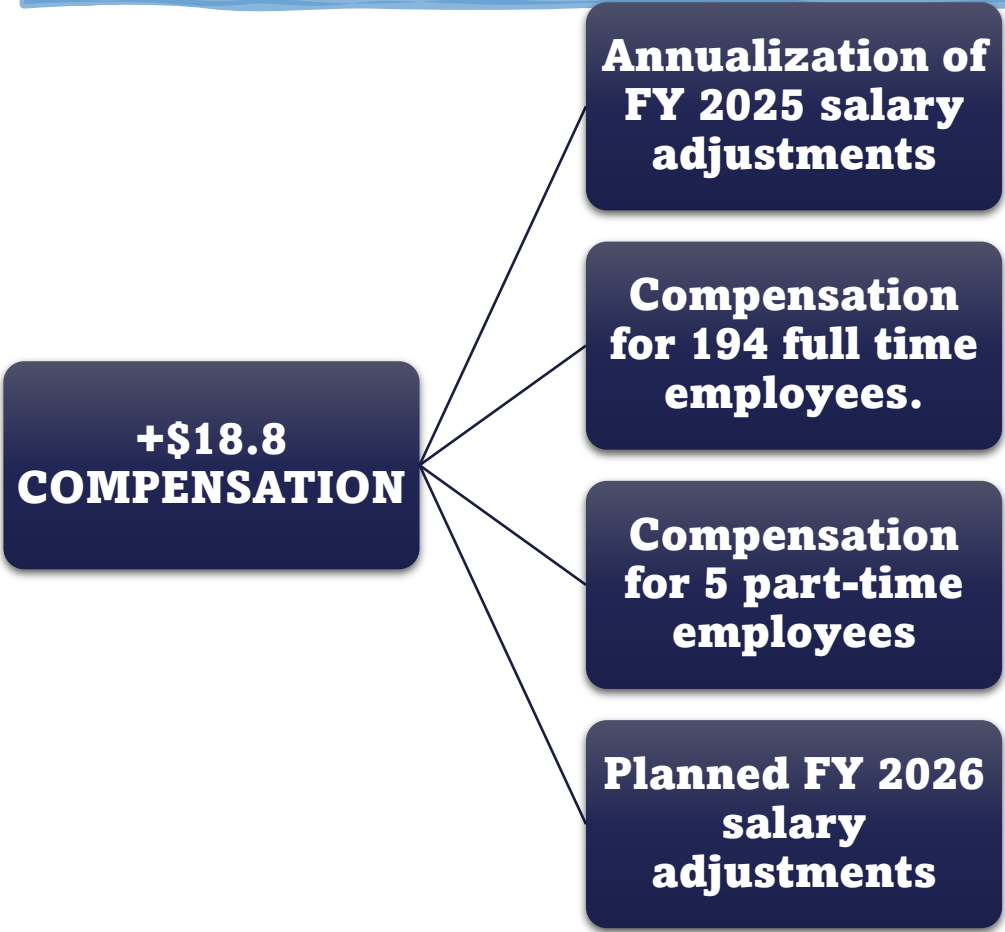 +$18.8
COMPENSATION
Annualization of
FY 2025 salary
adjustments
Compensation
for 194 full time
employees.
Compensation
for 5 part-time
employees
Planned FY 2026
salary
adjustments